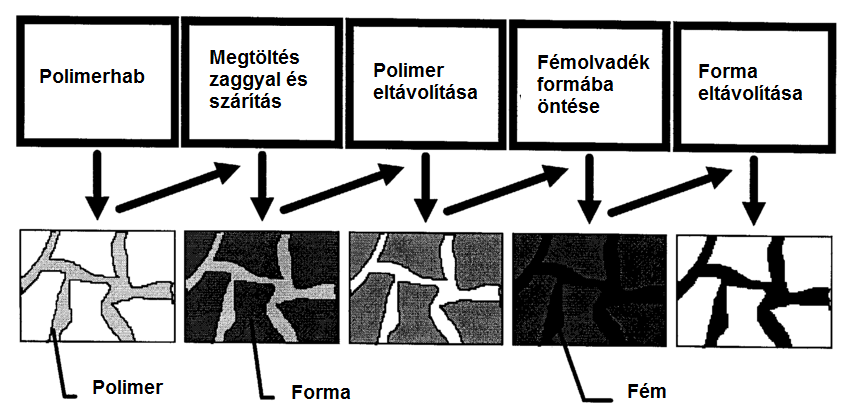 Polimerhab
Megtöltés
zaggyal és
szárítás
Polimer
eltávolítása
Fémolvadék
formába
öntése
Forma
eltávolítása
Polimer
Forma
Fém